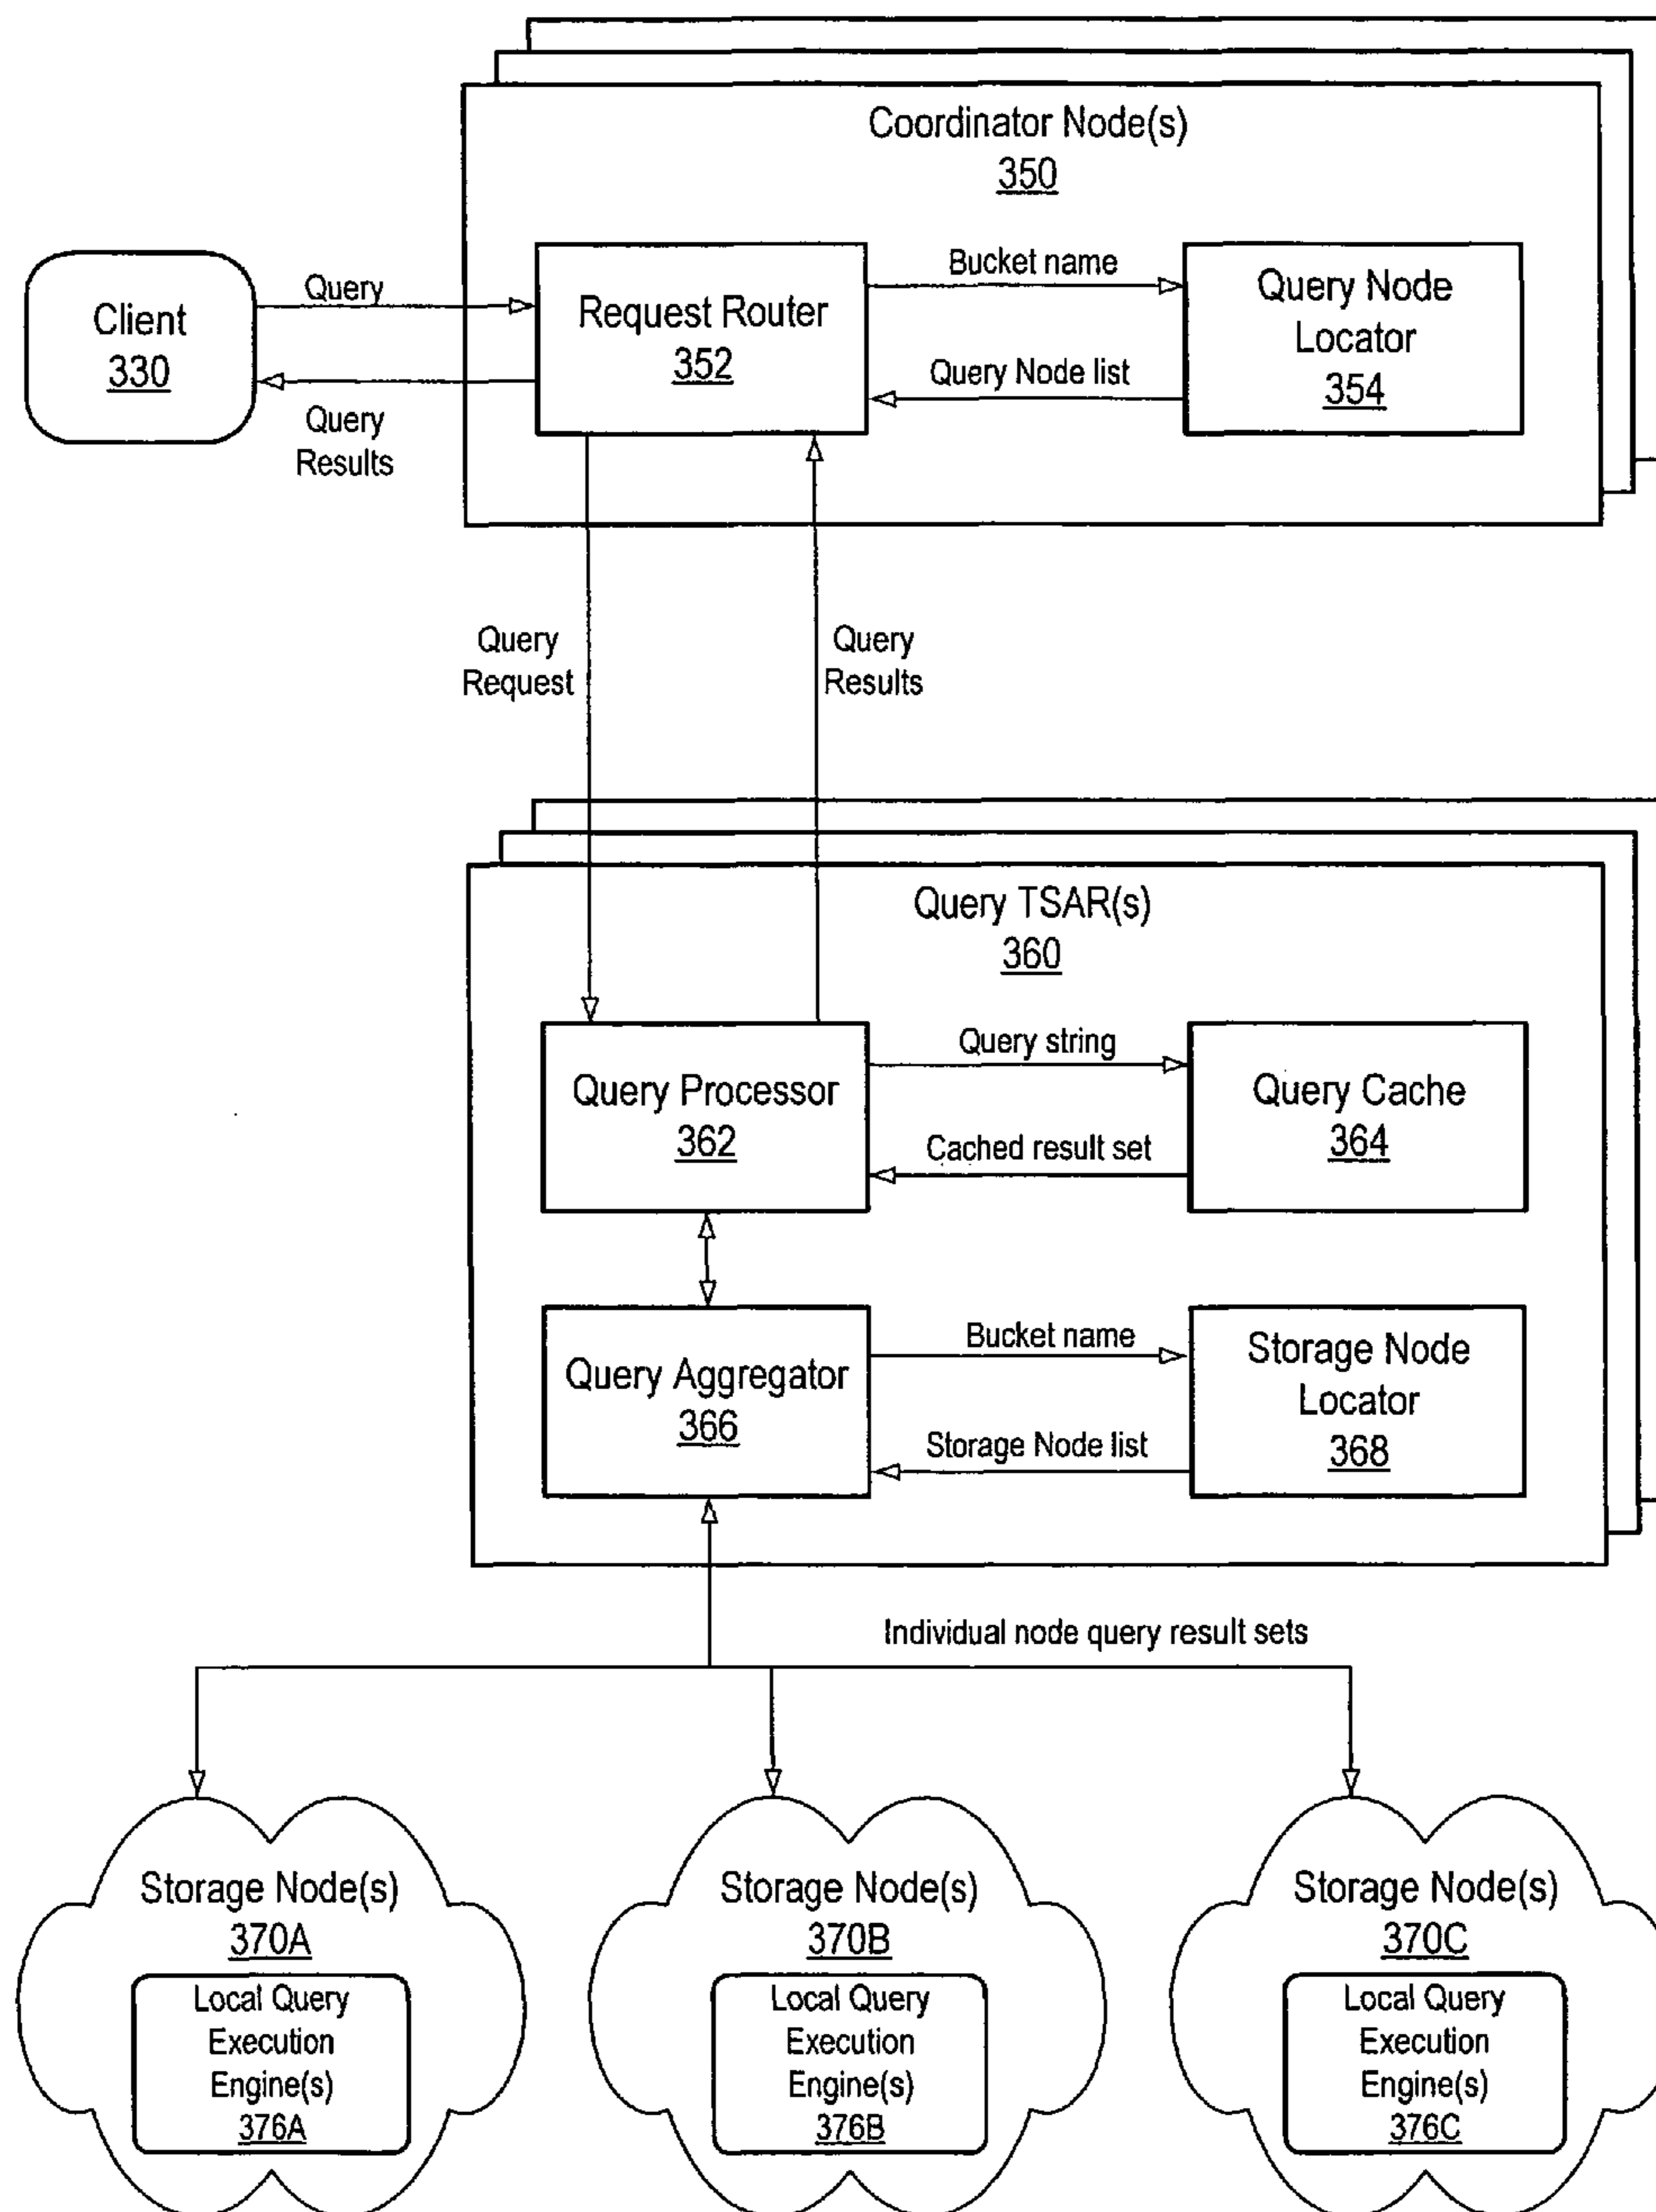 Coordinator Node(s)
350
Client
330
Query
Query
Results
Request Router
352
Bucket name
Query Node list
Query Node
Locator
354
Query
Request
Query
Results
Query TSAR(s)
360
Query Processor
362
Query string
Cached result set
Query Cache
364
Query Aggregator
366
Bucket name
Storage Node list
Storage Node
Locator
368
Individual node query result sets
Storage Node(s)
370A
Local Query
Execution
Engine(s)
376A
Storage Node(s)
370B
Local Query
Execution
Engine(s)
376B
Storage Node(s)
370C
Local Query
Execution
Engine(s)
376C